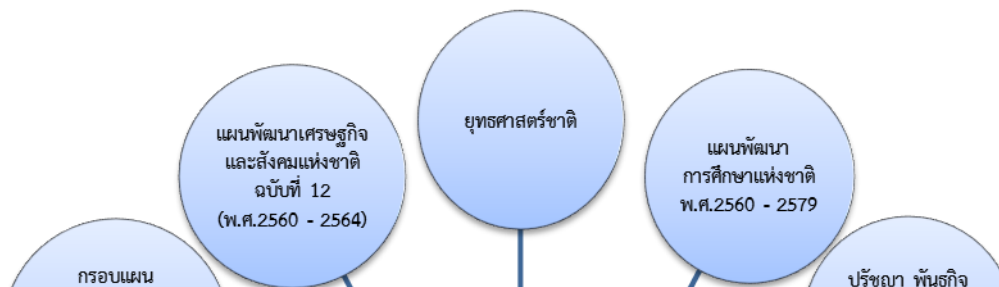 ยุทธศาสตร์ชาติ
แผนพัฒนาเศรษฐกิจ
และสังคมแห่งชาติ
ฉบับที่ 12
(พ.ศ.2560 - 2564)
แผนพัฒนา
การศึกษาแห่งชาติ
พ.ศ.2560 - 2579
กรอบแผน
ปรัชญา พันธกิจ